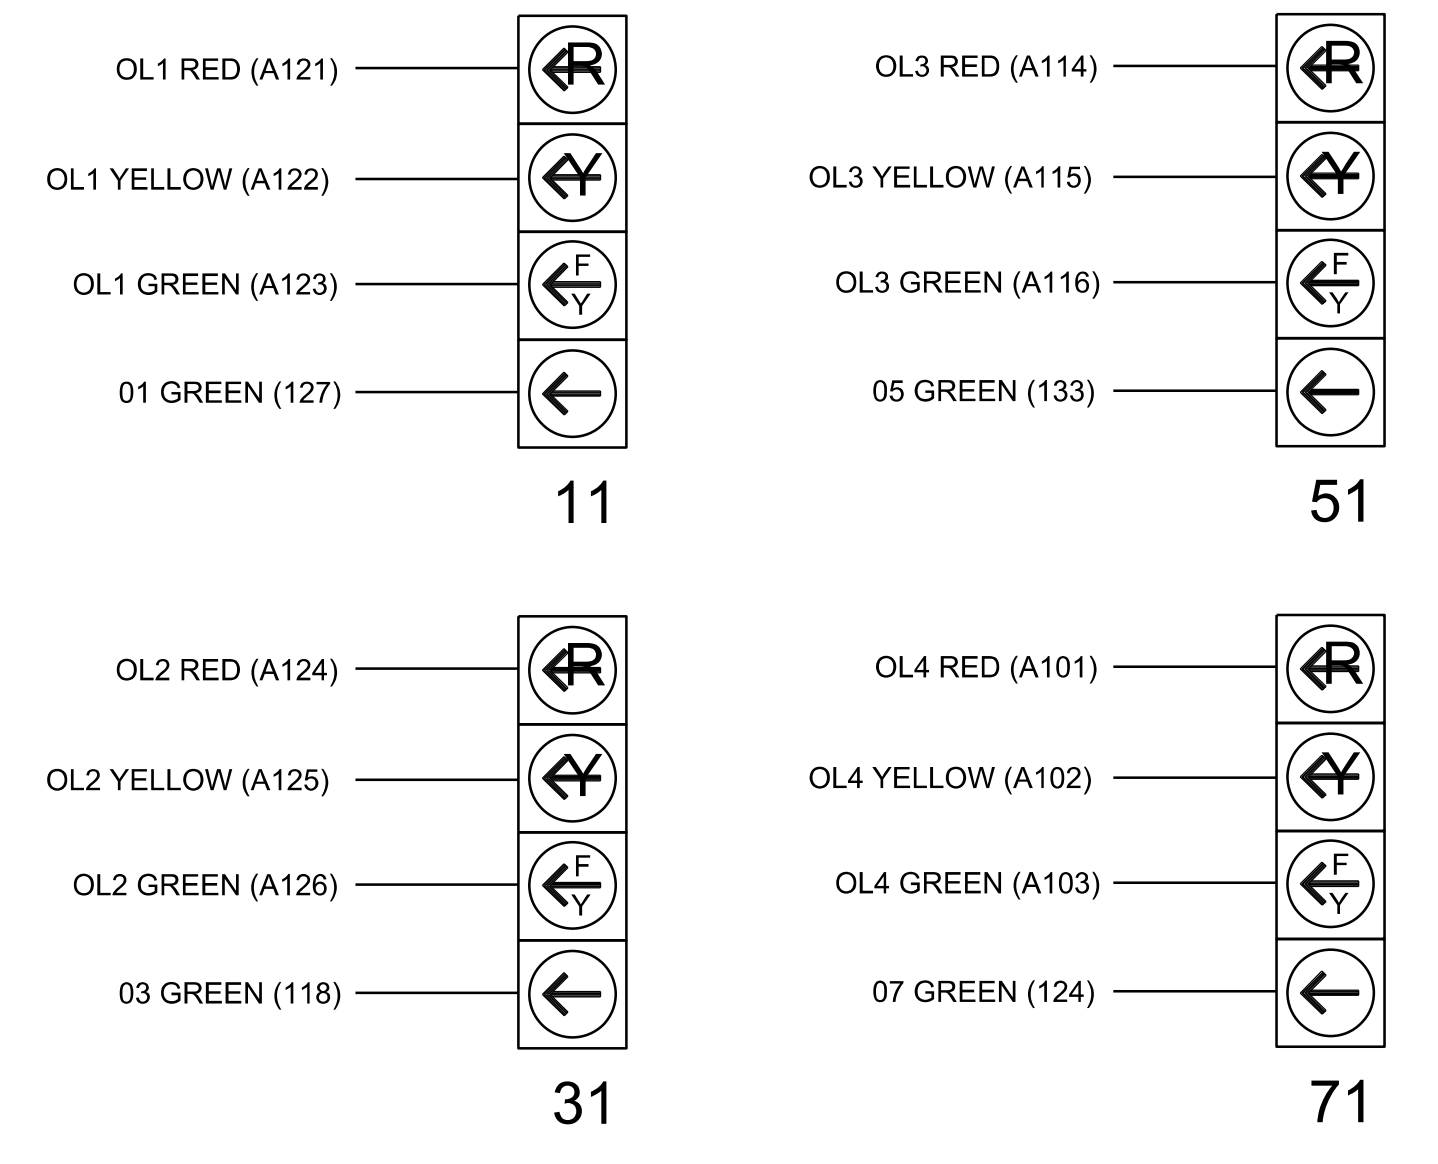 OL1 RED (A121)
R
OL1 YELLOW (A122)
Y
OL1 GREEN (A123)
F
Y
01 GREEN (127)
11
OL3 RED (A114)
R
OL3 YELLOW (A115)
Y
OL3 GREEN (A116)
F
Y
05 GREEN (133)
51
OL2 RED (A124)
R
OL2 YELLOW (A125)
Y
OL2 GREEN (A126)
F
Y
03 GREEN (118)
31
OL4 RED (A101)
R
OL4 YELLOW (A102)
Y
OL4 GREEN (A103)
F
Y
07 GREEN (124)
71